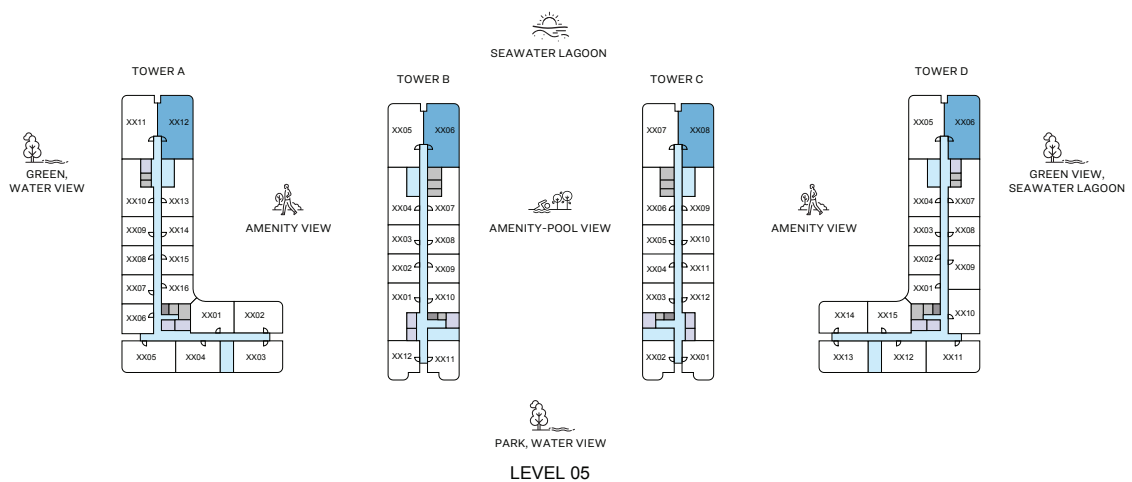 SEAWATER LAGOON
TOWER A
TOWER B
TOWER C
TOWER D
XX11
XX12
XX10
XX13
XX09
XX14
XX08
XX15
XX07
XX16
XX06
XX01
XX02
XX05
XX04
XX03
XX05
XX06
XX04
XX07
XX03
XX08
XX02
XX09
XX01
XX10
XX12
XX11
XX07
XX08
XX06
XX09
XX05
XX10
XX04
XX11
XX03
XX12
XX02
XX01
XX05
XX06
XX04
XX07
XX03
XX08
XX02
XX09
XX01
XX10
XX14
XX15
XX13
XX12
XX11
GREEN,
WATER VIEW
AMENITY VIEW
AMENITY-POOL VIEW
AMENITY VIEW
GREEN VIEW,
SEAWATER LAGOON
PARK, WATER VIEW
LEVEL 05